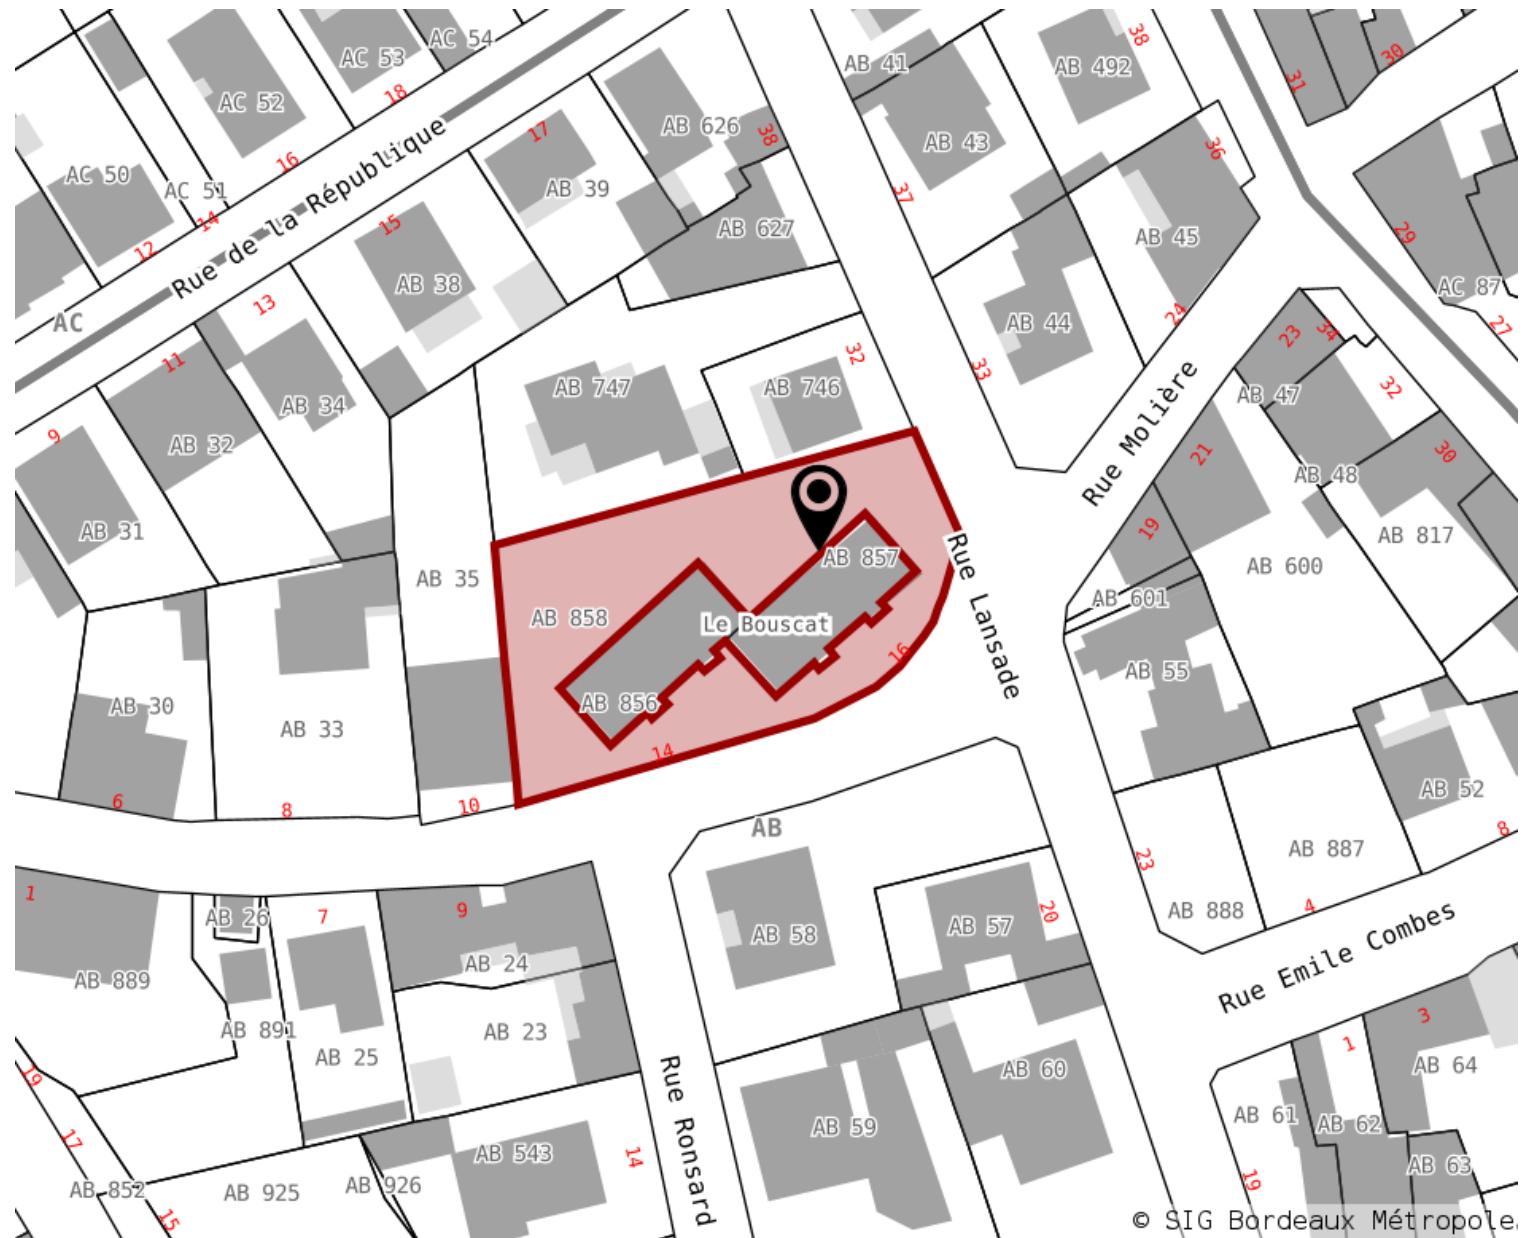 AC 54
AC 53
AB 41
38
AB 492
30
31
18
AC 52
AB 626
38
17
AB 43
36
16
AC 50
AC 51
AB 39
37
14
Rue de la République
15
AB 627
AB 45
29
12
AB 38
AC 87
13
24
AC
AB 44
27
23
34
11
32
33
AB 747
AB 746
32
AB 34
AB 47
Rue Molière
9
AB 32
21
30
AB 48
AB 31
19
AB 817
AB 857
AB 35
AB 600
AB 601
AB 858
Le Bouscat
Rue Lansade
16
AB 55
AB 30
AB 856
AB 33
14
6
8
10
AB 52
AB
8
23
AB 887
1
AB 26
7
9
AB 58
AB 57
20
AB 888
4
Rue Emile Combes
AB 24
AB 889
3
AB 891
AB 23
1
AB 25
AB 60
AB 64
19
Rue Ronsard
AB 59
AB 61
AB 62
17
AB 543
14
AB 63
AB 852
AB 925
AB 926
19
15
© SIG Bordeaux Métropole.